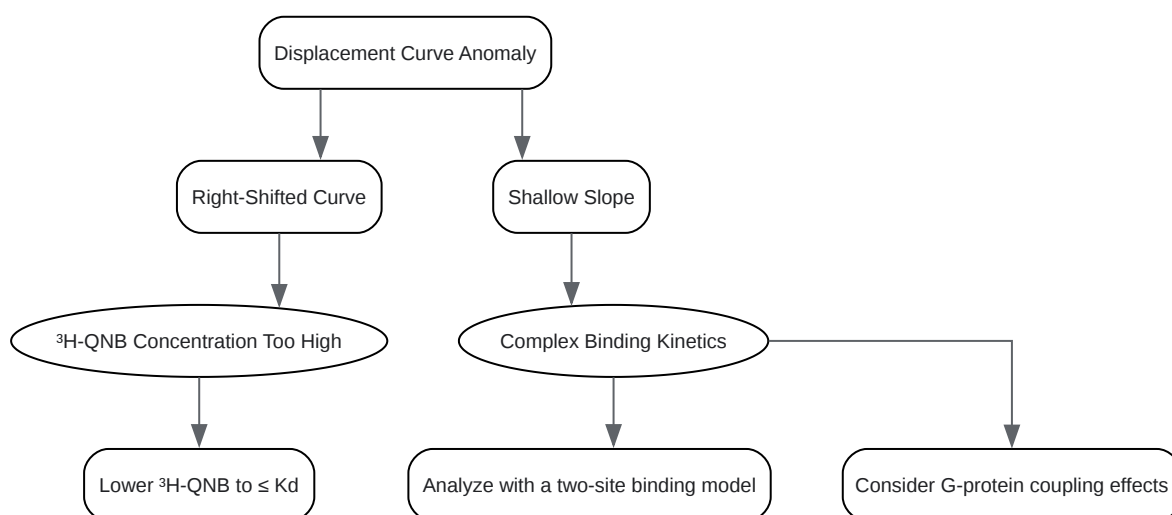 Displacement Curve Anomaly
Right-Shifted Curve
Shallow Slope
³H-QNB Concentration Too High
Complex Binding Kinetics
Lower ³H-QNB to ≤ Kd
Analyze with a two-site binding model
Consider G-protein coupling effects